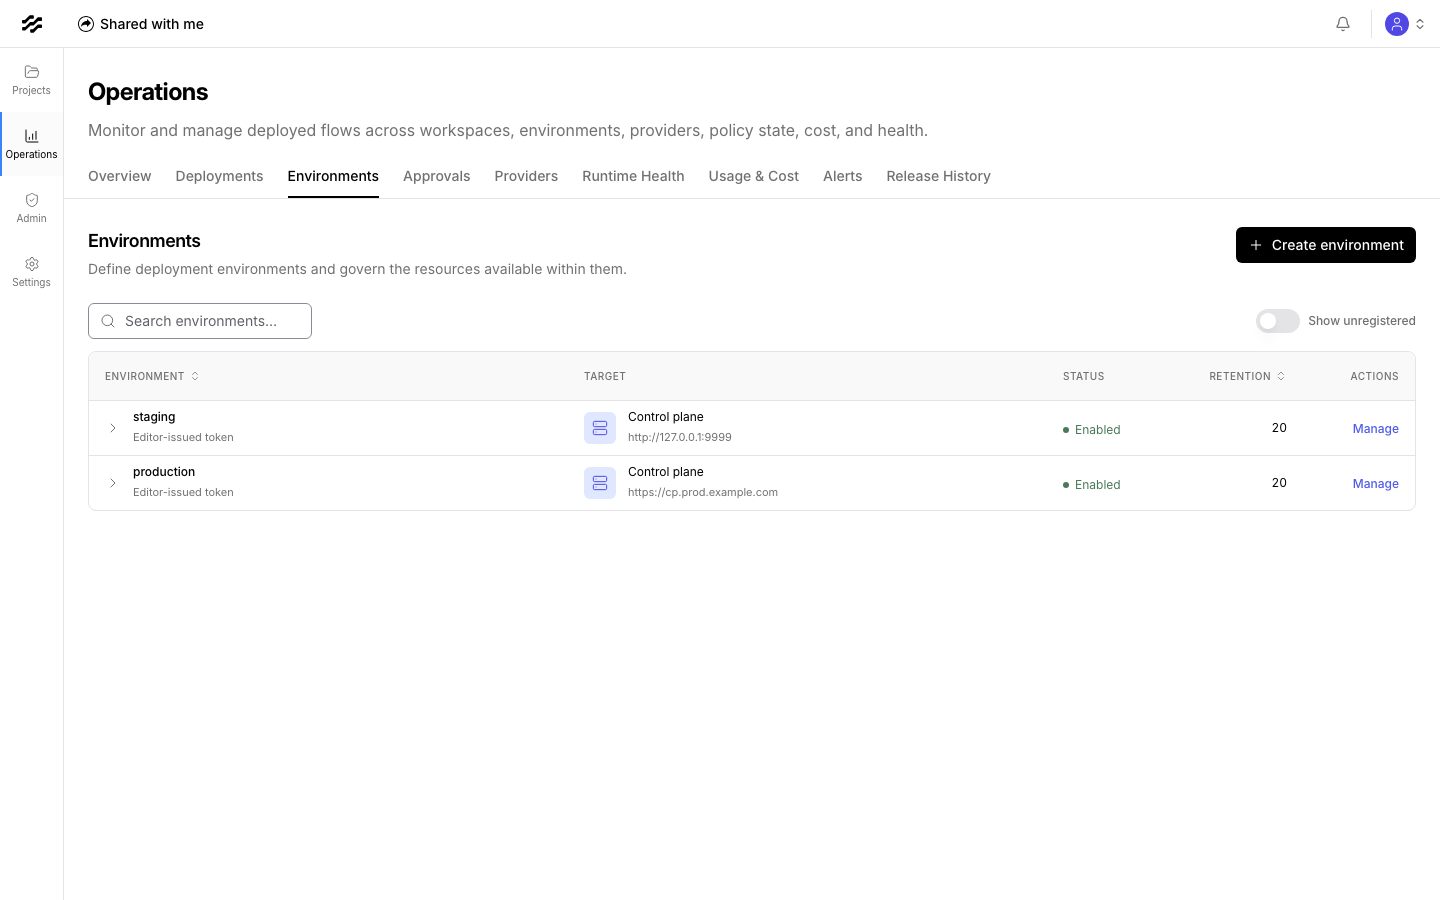 Shared with me
Projects
Operations
Admin
Settings
Operations
Monitor and manage deployed flows across workspaces, environments, providers, policy state, cost, and health.
Overview Deployments Environments Approvals Providers Runtime Health Usage & Cost Alerts Release History
Environments
Create environment
Define deployment environments and govern the resources available within them.
Search environments...
Show unregistered
ENVIRONMENT TARGET STATUS RETENTION ACTIONS
staging Control plane
Editor-issued token http://127.0.0.1:9999 Enabled 20 Manage
production Control plane
Editor-issued token https://cp.prod.example.com Enabled 20 Manage